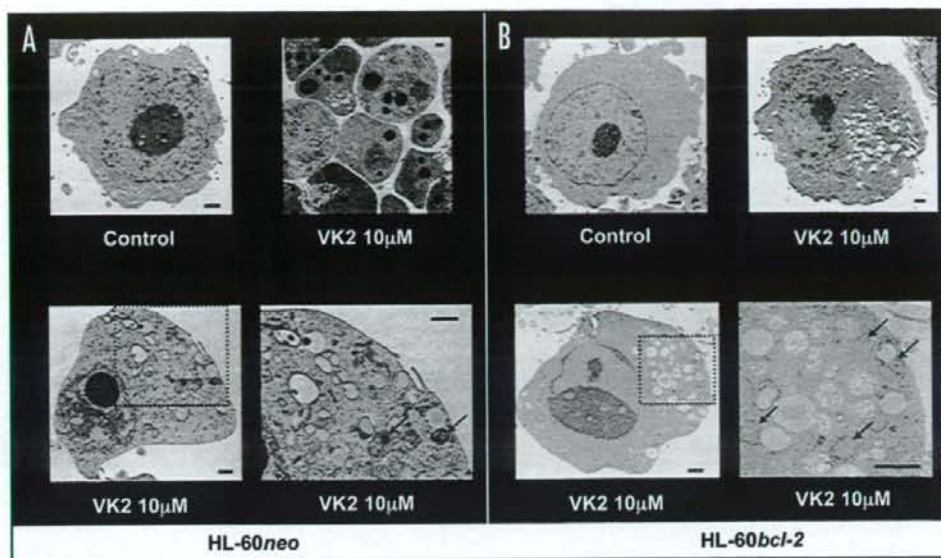 A
B
Control
VK2 10μM
Control
VK2 10μM
VK2 10μM
VK2 10μM
VK2 10μM
VK2 10μM
HL-60neo
HL-60bcl-2